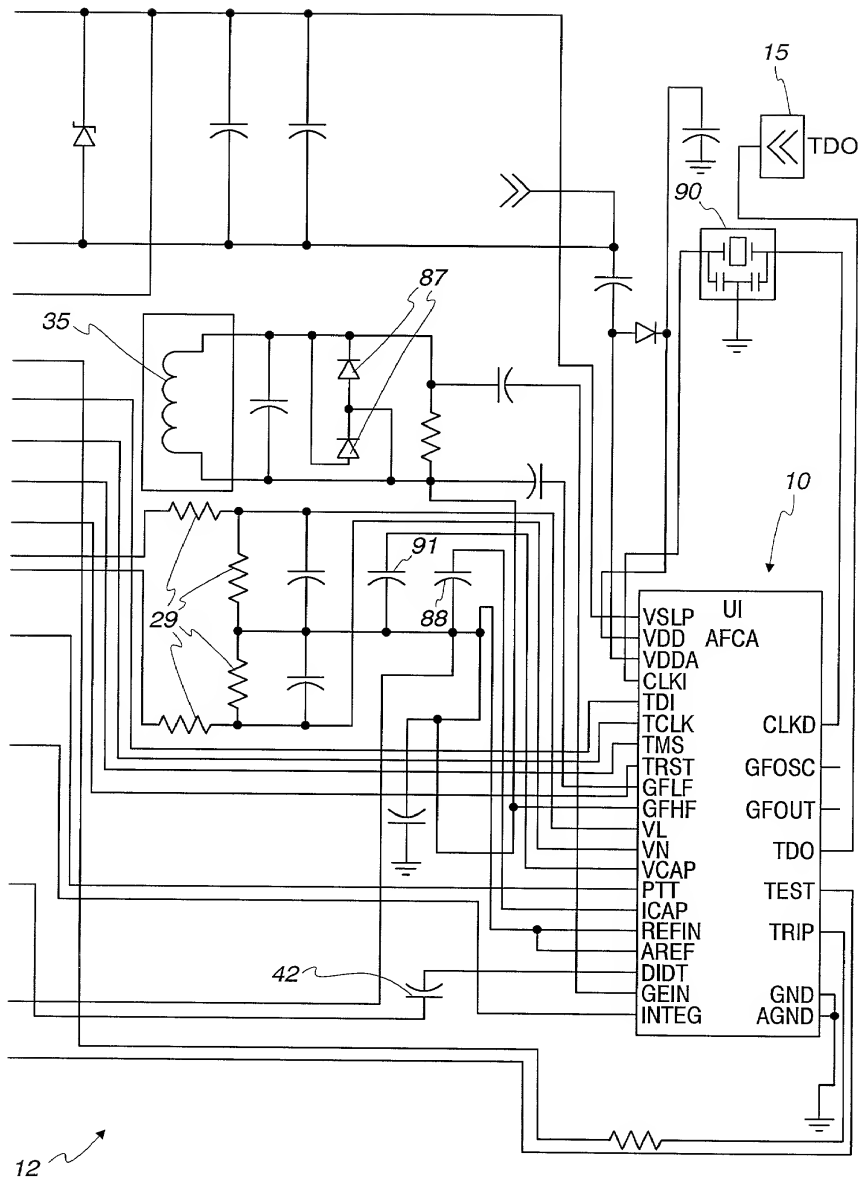 15
TDO
90
87
35
10
91
29
88
UI
AFCA
VSLP
VDD
VDDA
CLKI
TDI
TCLK
TMS
TRST
GFLF
GFHF
VL
VN
VCAP
PTT
ICAP
REFIN
AREF
DIDT
GEIN
INTEG
CLKD
GFOSC
GFOUT
TDO
TEST
TRIP
GND
AGND
42
12